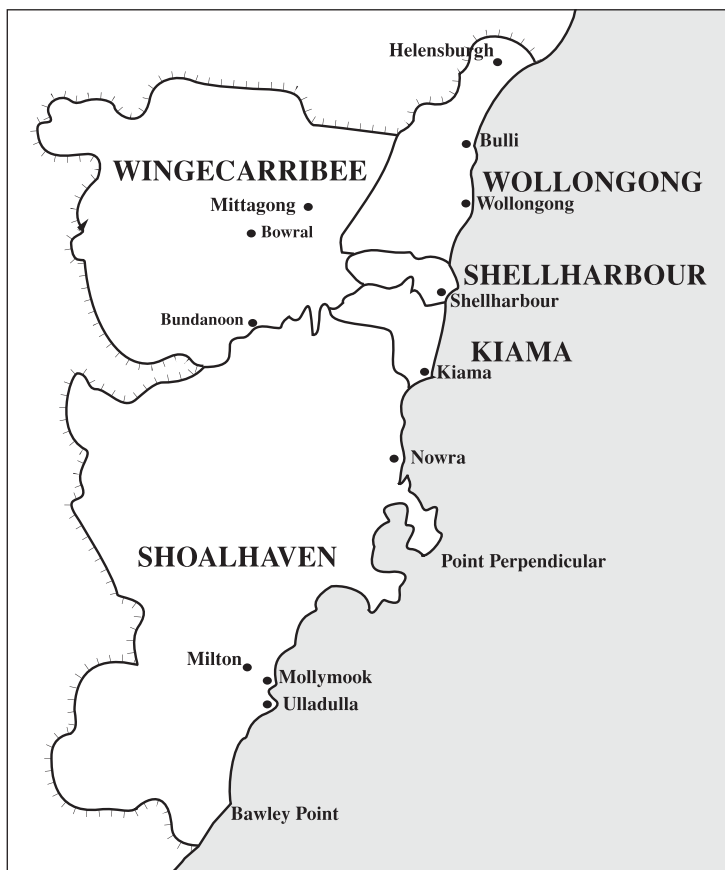 Helensburgh
Bulli
WINGECARRIBEE
WOLLONGONG
Mittagong
Wollongong
Bowral
SHELLHARBOUR
Shellharbour
Bundanoon
KIAMA
Kiama
Nowra
SHOALHAVEN
Point Perpendicular
Milton
Mollymook
Ulladulla
Bawley Point